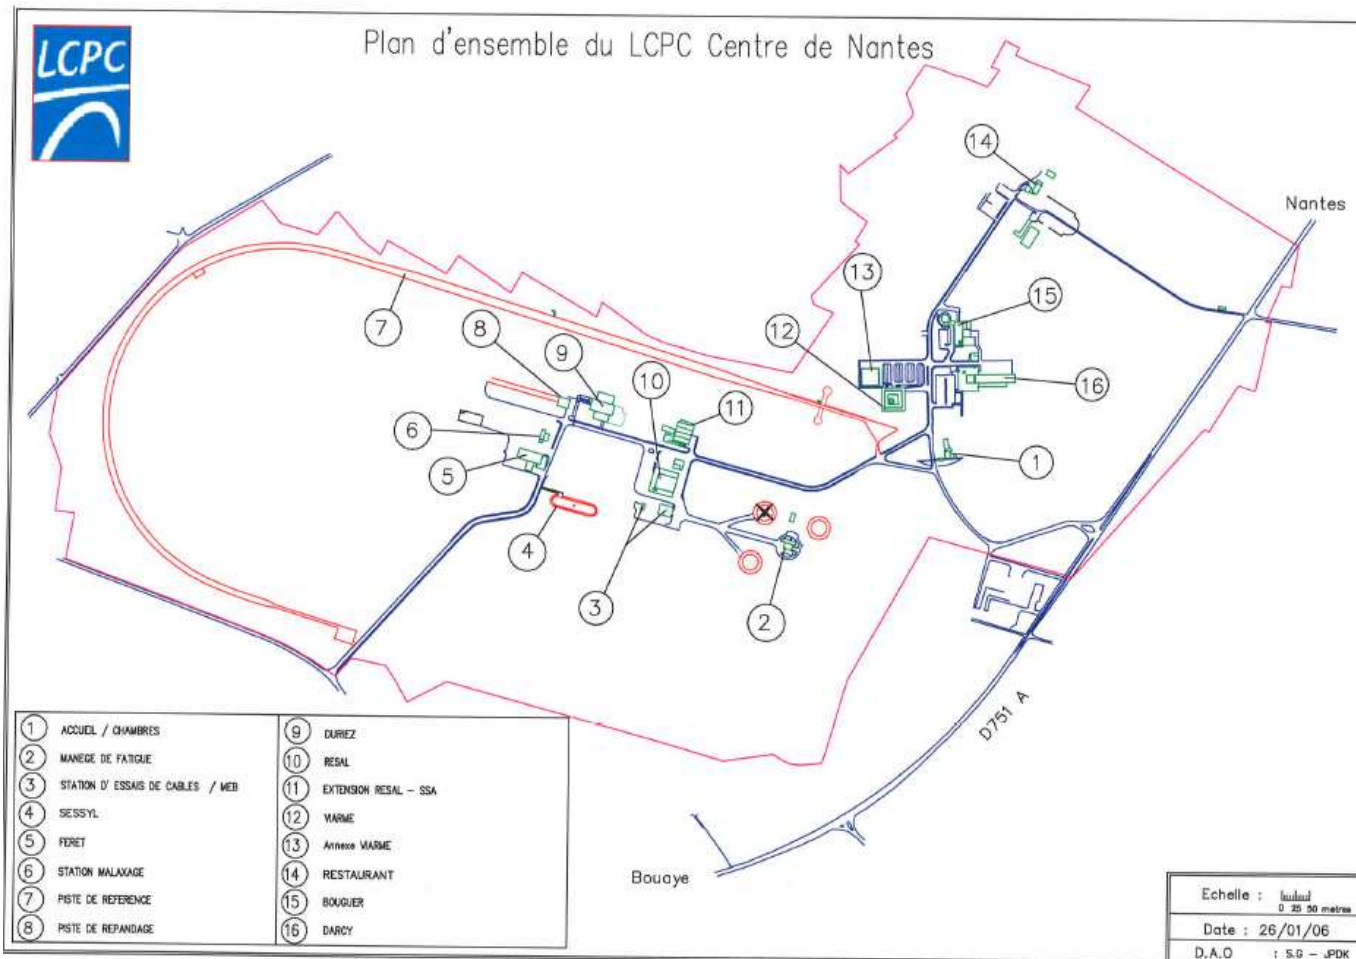 LCPC
Plan d'ensemble du LCPC Centre de Nantes
14
Nantes
13
15
7
8
12
9
10
16
11
6
1
5
4
3
2
D751 A
Bouaye
1 ACCUEIL / CHAMBRES
2 MANEGE DE FATIGUE
3 STATION D' ESSAIS DE CABLES / MEB
4 SESSYL
5 FERET
6 STATION MALAXAGE
7 PISTE DE REFERENCE
8 PISTE DE REPANDAGE
9 DURIEZ
10 RESAL
11 EXTENSION RESAL - SSA
12 VIARME
13 Annexe VIARME
14 RESTAURANT
15 BOUGUER
16 DARCY
Echelle :
0 25 50 metres
Date : 26/01/06
D.A.O : S.G - JPDK